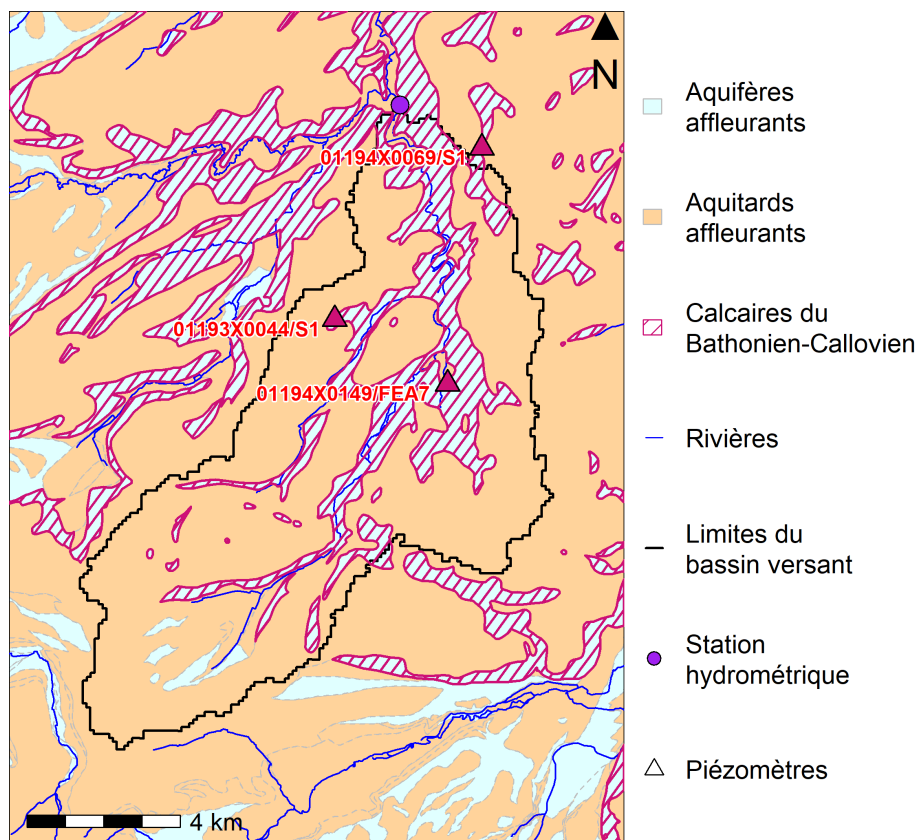 N
01194X0069/S1
01193X0044/S1
01194X0149/FEA7
4 km
Aquifères
affleurants
Aquitards
affleurants
Calcaires du
Bathonien-Callovien
Rivières
Limites du
bassin versant
Station
hydrométrique
Piézomètres